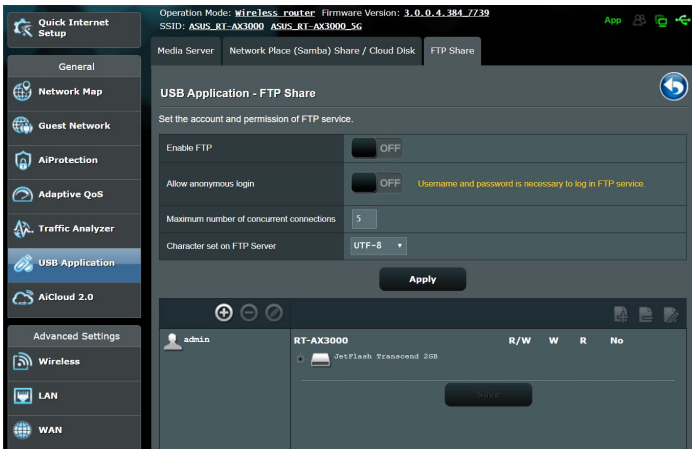 Quick Internet
Setup
Operation Mode: Wireless router Firmware Version: 3.0.0.4.384_7739
SSID: ASUS_RT-AX3000 ASUS_RT-AX3000_5G
App
Media Server
Network Place (Samba) Share / Cloud Disk
FTP Share
General
Network Map
Guest Network
AiProtection
Adaptive QoS
Traffic Analyzer
USB Application
AiCloud 2.0
Advanced Settings
Wireless
LAN
WAN
USB Application - FTP Share
Set the account and permission of FTP service.
Enable FTP
OFF
Allow anonymous login
OFF
Username and password is necessary to log in FTP service.
Maximum number of concurrent connections
5
Character set on FTP Server
UTF-8
Apply
admin
RT-AX3000
R/W W R No
JetFlash Transcend 2GB
Save